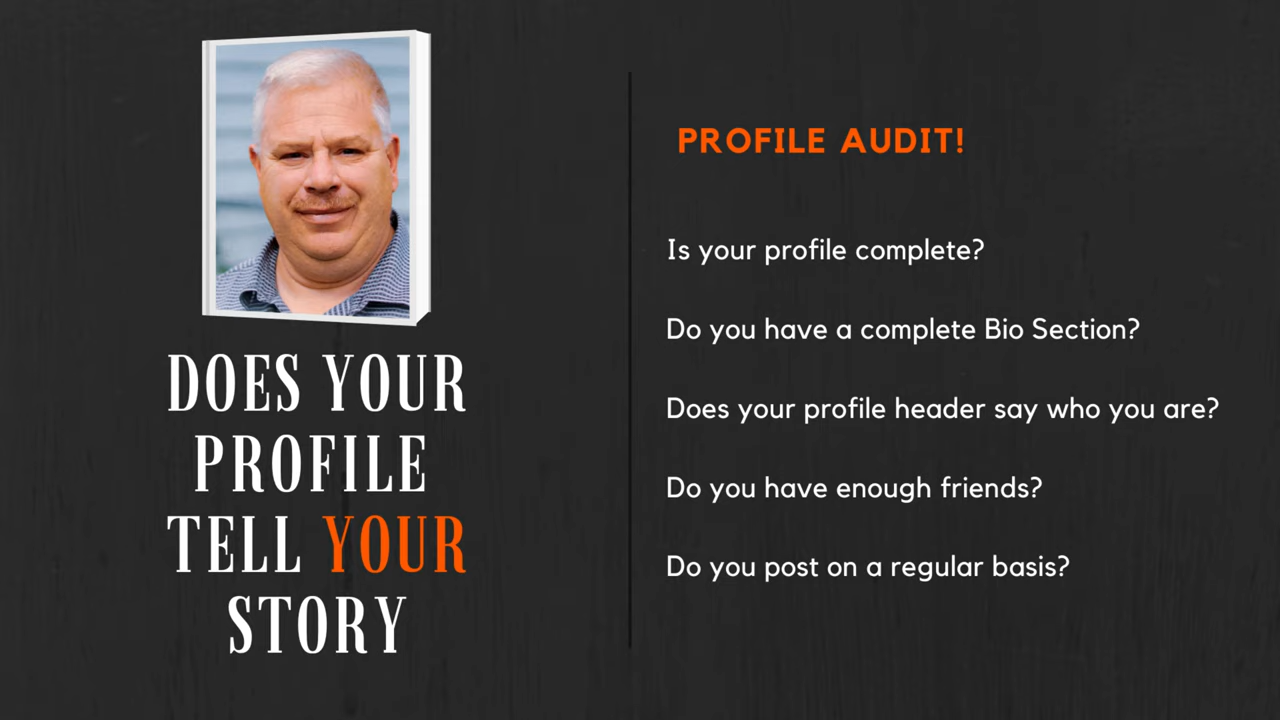 DOES YOUR
PROFILE
TELL YOUR
STORY
PROFILE AUDIT!
Is your profile complete?
Do you have a complete Bio Section?
Does your profile header say who you are?
Do you have enough friends?
Do you post on a regular basis?